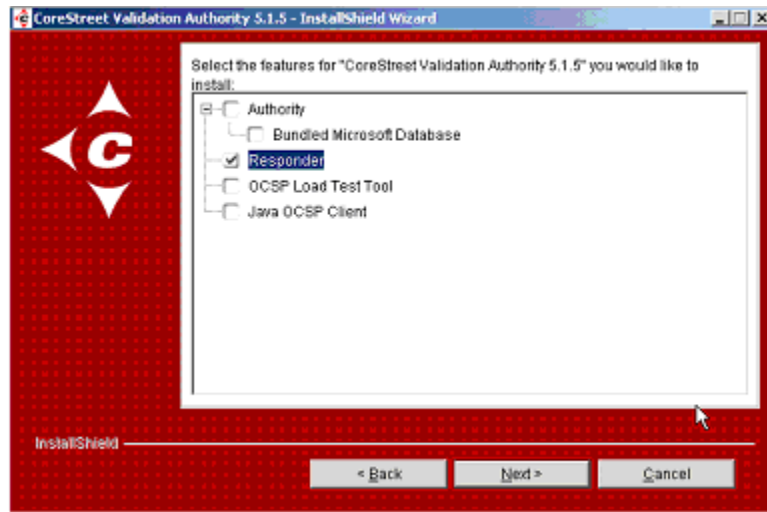 CoreStreet Validation Authority 5.1.5 - InstallShield Wizard
Select the features for "CoreStreet Validation Authority 5.1.5" you would like to
install:
Authority
Bundled Microsoft Database
Responder
OCSP Load Test Tool
Java OCSP Client
C
InstallShield
< Back
Next >
Cancel